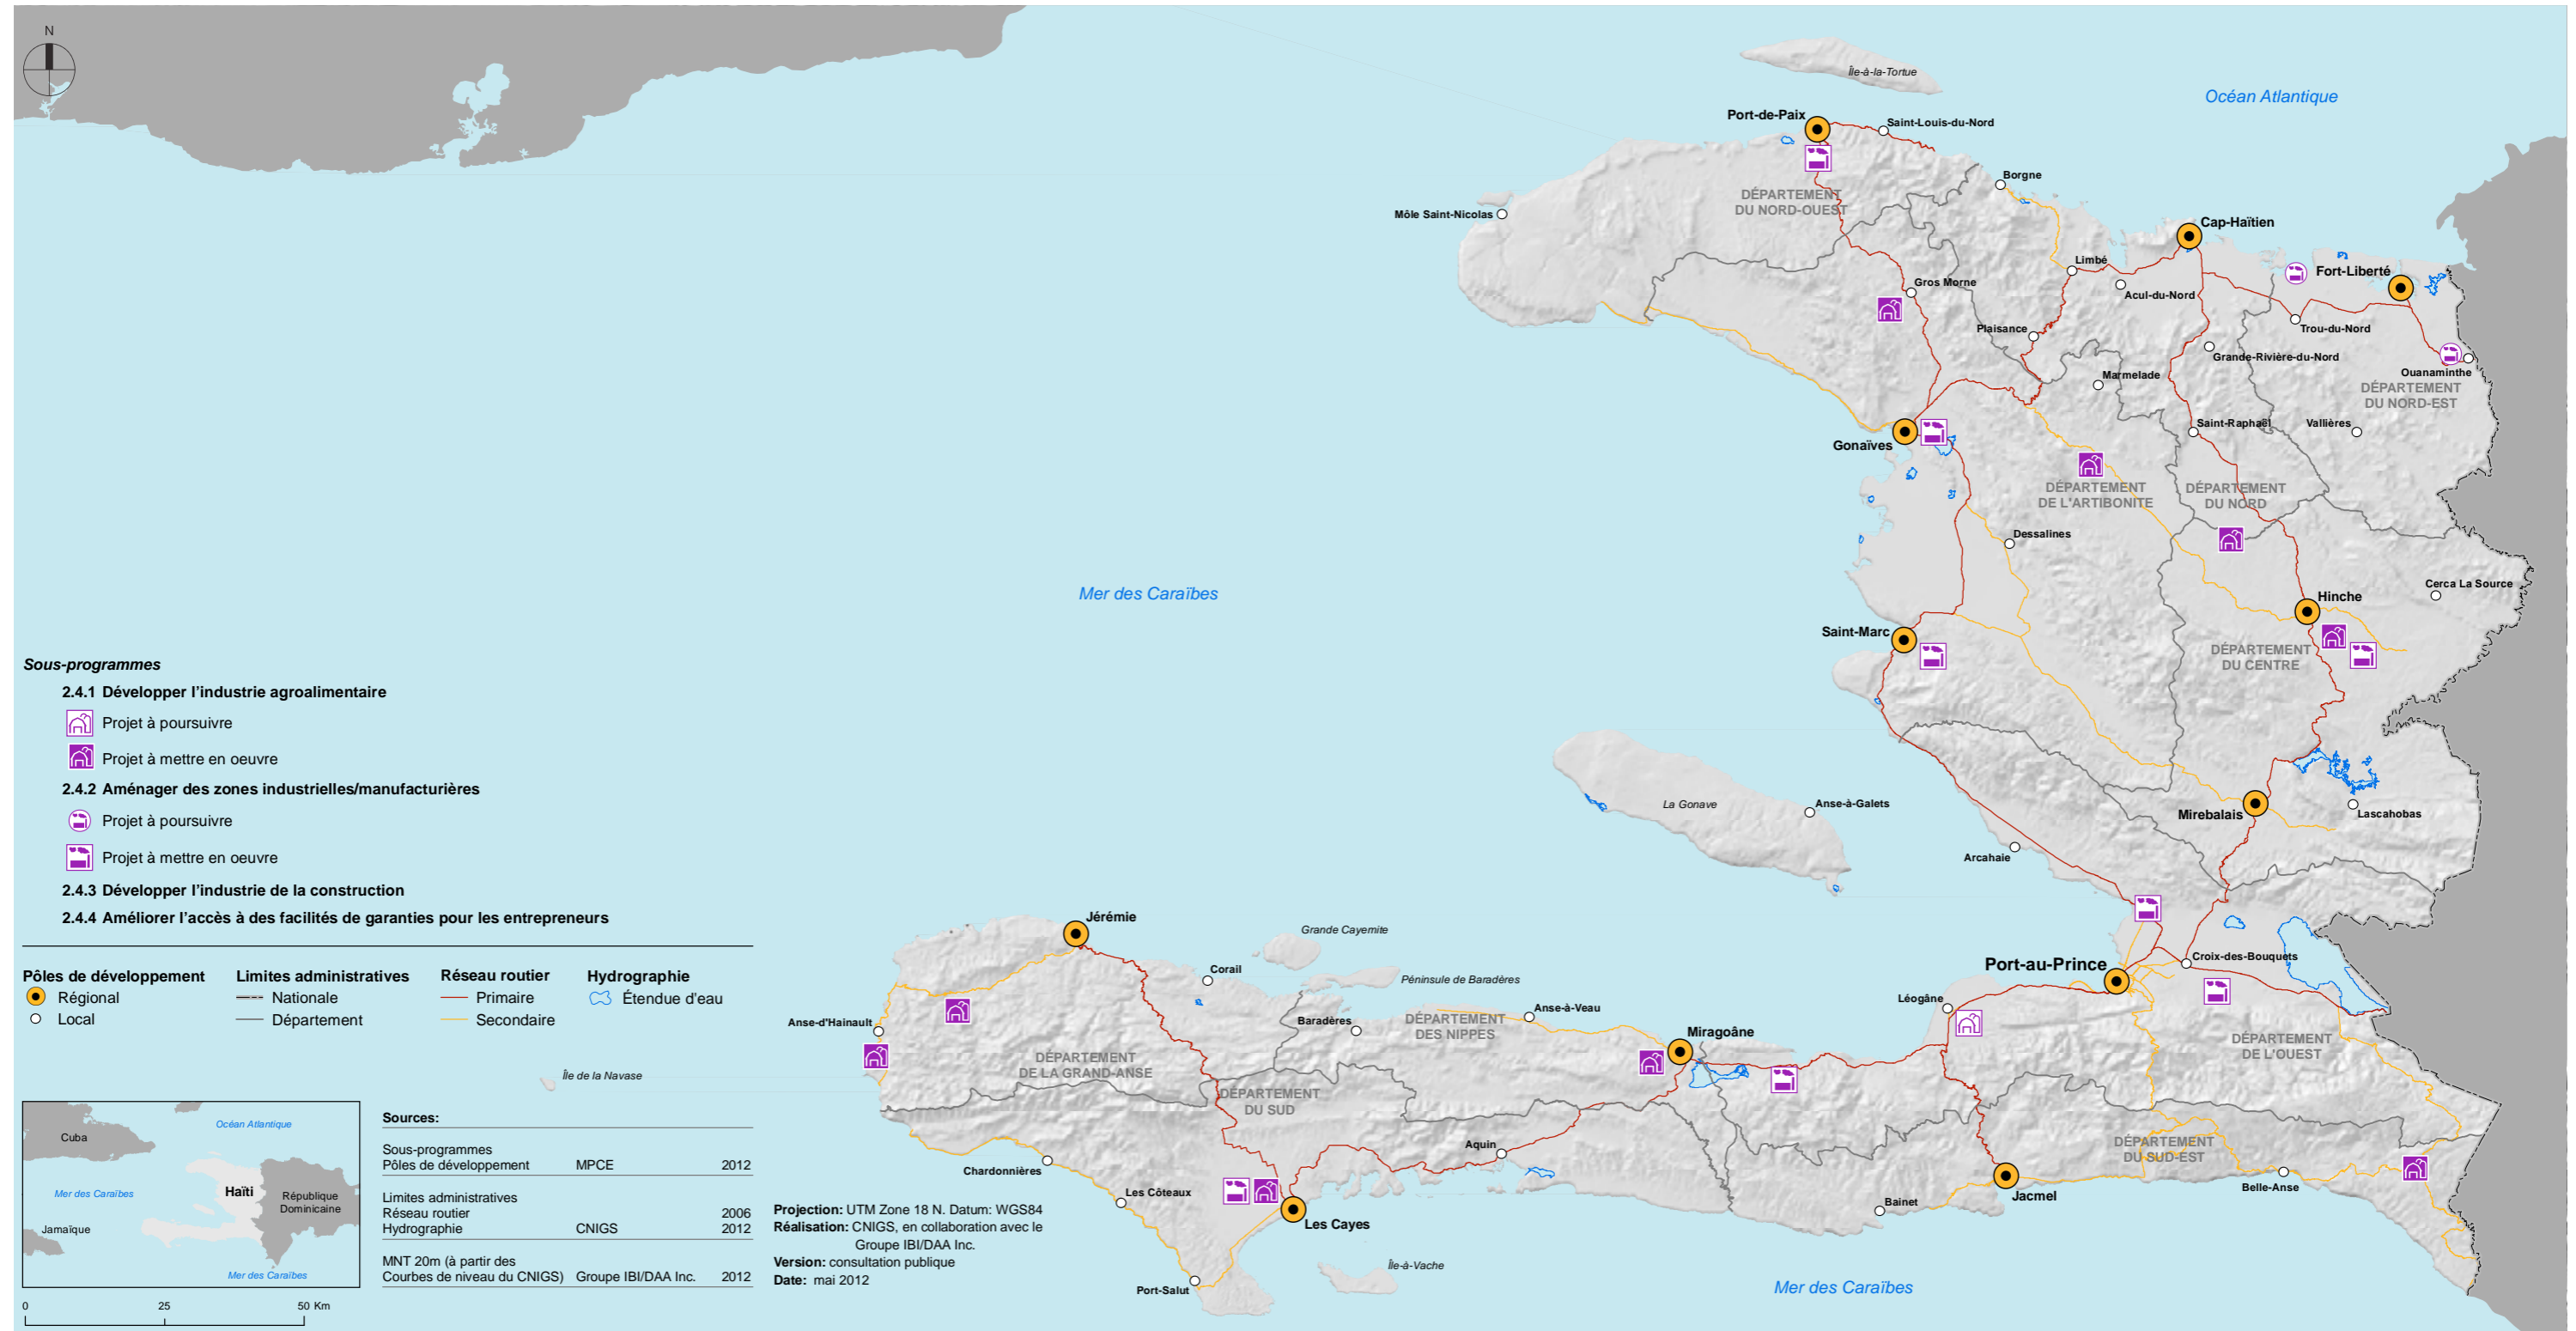 N
Océan Atlantique
Île-à-la-Tortue
Port-de-Paix
Saint-Louis-du-Nord
Borgne
DÉPARTEMENT
DU NORD-OUEST
Môle Saint-Nicolas
Cap-Haïtien
Limbé
Fort-Liberté
Gros Morne
Acul-du-Nord
Plaisance
Trou-du-Nord
Grande-Rivière-du-Nord
Ouanaminthe
Marmelade
DÉPARTEMENT
DU NORD-EST
Saint-Raphaël
Vallières
Gonaïves
DÉPARTEMENT
DE L'ARTIBONITE
DÉPARTEMENT
DU NORD
Dessalines
Cerca La Source
Mer des Caraïbes
Hinche
Saint-Marc
DÉPARTEMENT
DU CENTRE
La Gonave
Anse-à-Galets
Mirebalais
Lascahobas
Arcahaie
Jérémie
Grande Cayemite
Corail
Péninsule de Baradères
Port-au-Prince
Croix-des-Bouquets
Léogâne
Anse-d'Hainault
Baradères
DÉPARTEMENT
DES NIPPES
Anse-à-Veau
Miragoâne
DÉPARTEMENT
DE L'OUEST
DÉPARTEMENT
DE LA GRAND-ANSE
Île de la Navase
DÉPARTEMENT
DU SUD
Aquin
DÉPARTEMENT
DU SUD-EST
Chardonnières
Les Côteaux
Bainet
Jacmel
Belle-Anse
Les Cayes
Île-à-Vache
Port-Salut
Mer des Caraïbes
Sous-programmes
2.4.1 Développer l'industrie agroalimentaire
Projet à poursuivre
Projet à mettre en oeuvre
2.4.2 Aménager des zones industrielles/manufacturières
Projet à poursuivre
Projet à mettre en oeuvre
2.4.3 Développer l'industrie de la construction
2.4.4 Améliorer l'accès à des facilités de garanties pour les entrepreneurs
Pôles de développement
Régional
Local
Limites administratives
Nationale
Département
Réseau routier
Primaire
Secondaire
Hydrographie
Étendue d'eau
Océan Atlantique
Cuba
Mer des Caraïbes
Haïti
République
Dominicaine
Jamaïque
Mer des Caraïbes
0 25 50 Km
Sources:
Sous-programmes
Pôles de développement MPCE 2012
Limites administratives
Réseau routier 2006
Hydrographie CNIGS 2012
MNT 20m (à partir des
Courbes de niveau du CNIGS) Groupe IBI/DAA Inc. 2012
Projection: UTM Zone 18 N. Datum: WGS84
Réalisation: CNIGS, en collaboration avec le
Groupe IBI/DAA Inc.
Version: consultation publique
Date: mai 2012